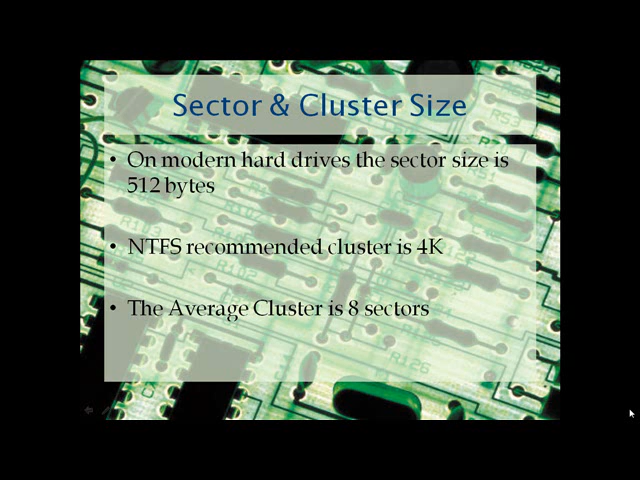 Sector & Cluster Size
• On modern hard drives the sector size is
512 bytes
• NTFS recommended cluster is 4K
• The Average Cluster is 8 sectors
R126